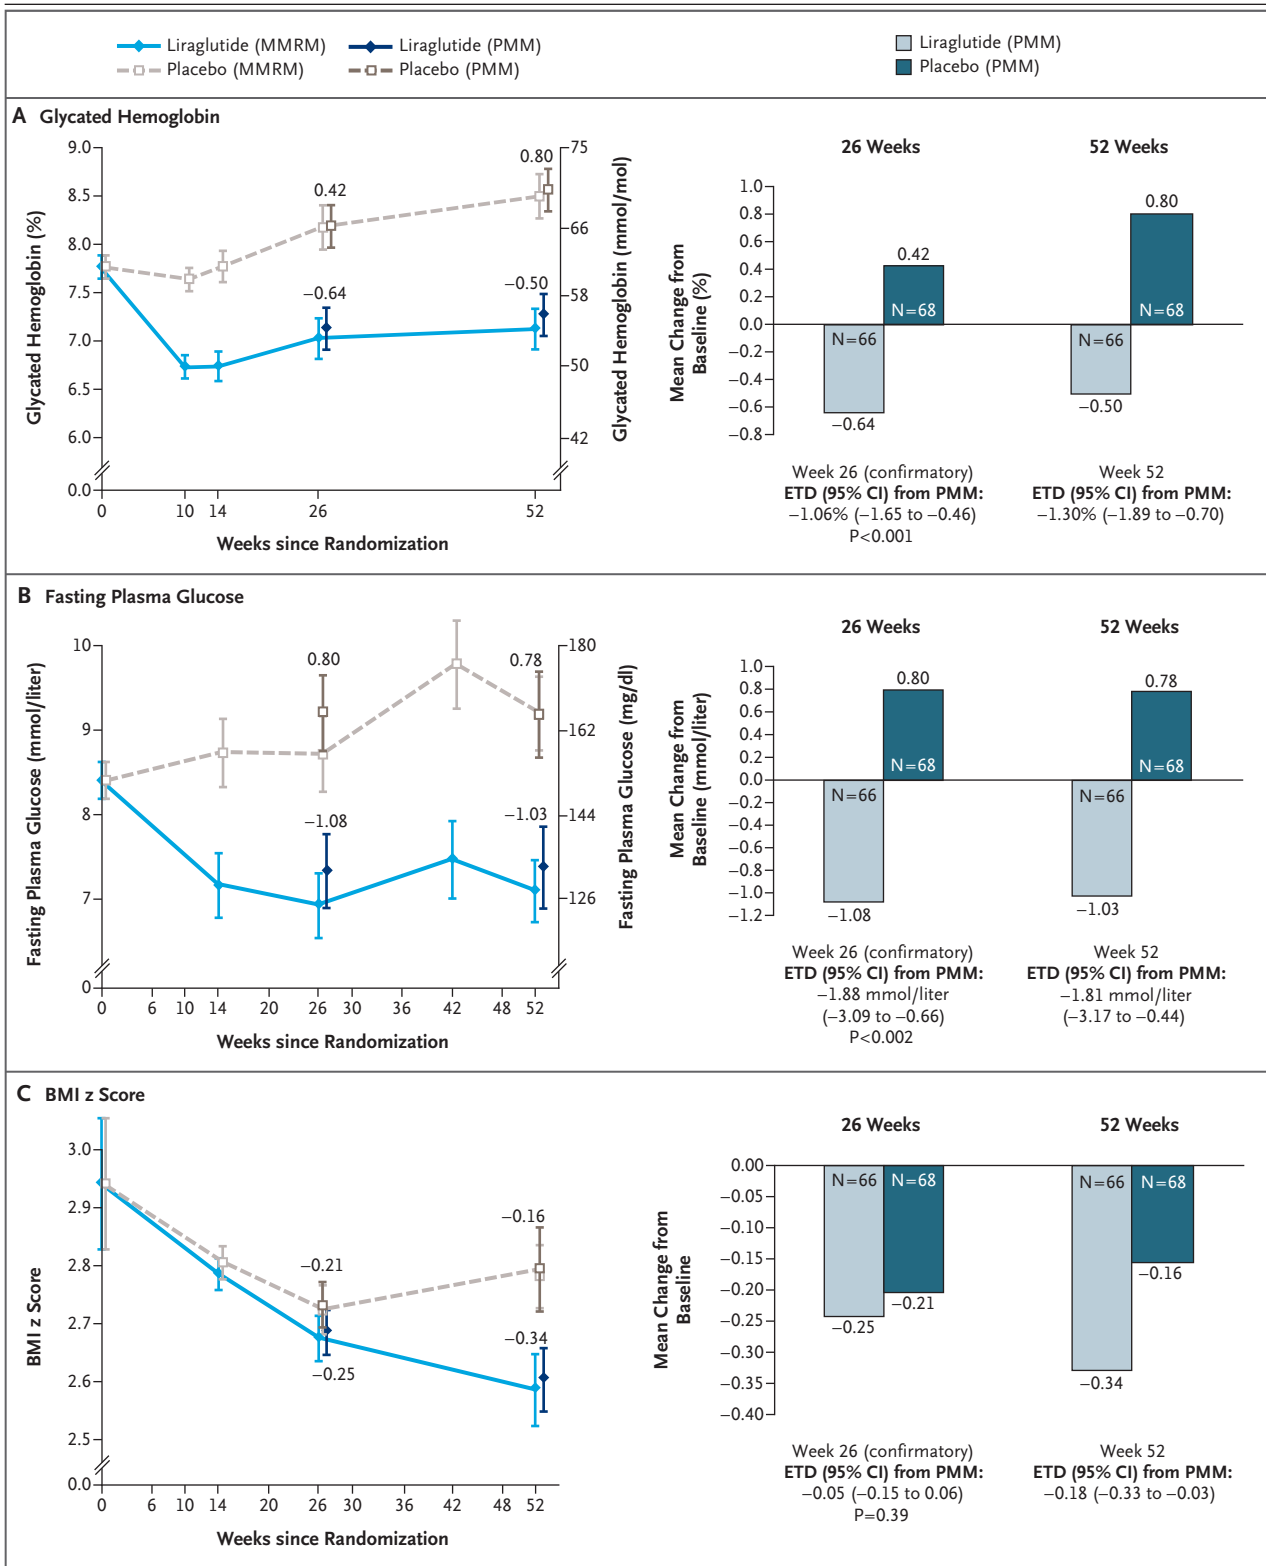 Liraglutide (MMRM) Liraglutide (PMM)
Placebo (MMRM) Placebo (PMM)
Liraglutide (PMM)
Placebo (PMM)
A Glycated Hemoglobin
Glycated Hemoglobin (%)
9.0
8.5
8.0
7.5
7.0
6.5
6.0
0.0
0.42
0.80
−0.64
−0.50
75
66
58
50
42
Glycated Hemoglobin (mmol/mol)
0 10 14 26 52
Weeks since Randomization
26 Weeks 52 Weeks
Mean Change from
Baseline (%)
1.0
0.8
0.6
0.4
0.2
0.0
−0.2
−0.4
−0.6
−0.8
0.42
N=68
N=66
−0.64
0.80
N=68
N=66
−0.50
Week 26 (confirmatory)
ETD (95% CI) from PMM:
−1.06% (−1.65 to −0.46)
P<0.001
Week 52
ETD (95% CI) from PMM:
−1.30% (−1.89 to −0.70)
B Fasting Plasma Glucose
Fasting Plasma Glucose (mmol/liter)
10
9
8
7
0
0.80
0.78
−1.08
−1.03
180
162
144
126
Fasting Plasma Glucose (mg/dl)
0 6 10 14 20 26 30 36 42 48 52
Weeks since Randomization
26 Weeks 52 Weeks
Mean Change from
Baseline (mmol/liter)
1.0
0.8
0.6
0.4
0.2
0.0
−0.2
−0.4
−0.6
−0.8
−1.0
−1.2
0.80
N=68
N=66
−1.08
0.78
N=68
N=66
−1.03
Week 26 (confirmatory)
ETD (95% CI) from PMM:
−1.88 mmol/liter
(−3.09 to −0.66)
P<0.002
Week 52
ETD (95% CI) from PMM:
−1.81 mmol/liter
(−3.17 to −0.44)
C BMI z Score
BMI z Score
3.0
2.9
2.8
2.7
2.6
2.5
0.0
−0.21
−0.16
−0.25
−0.34
0 6 10 14 20 26 30 36 42 48 52
Weeks since Randomization
26 Weeks 52 Weeks
Mean Change from
Baseline
0.00
−0.05
−0.10
−0.15
−0.20
−0.25
−0.30
−0.35
−0.40
N=66 N=68
−0.25
−0.21
N=66 N=68
−0.34
−0.16
Week 26 (confirmatory)
ETD (95% CI) from PMM:
−0.05 (−0.15 to 0.06)
P=0.39
Week 52
ETD (95% CI) from PMM:
−0.18 (−0.33 to −0.03)